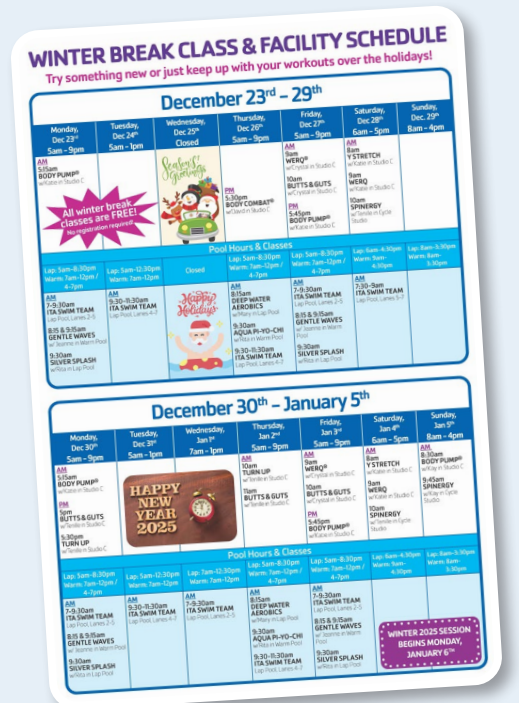 WINTER BREAK CLASS & FACILITY SCHEDULE
Try something new or just keep up with your workouts over the holidays!
December 23rd – 29th
Monday,
Dec 23rd
5am – 9pm
Tuesday,
Dec 24th
5am – 1pm
Wednesday,
Dec 25th
Closed
Thursday,
Dec 26th
5am – 9pm
Friday,
Dec 27th
5am – 9pm
Saturday,
Dec 28th
6am – 5pm
Sunday,
Dec. 29th
8am – 4pm
AM
5:15am
BODY PUMP®
w/Katie in Studio C
All winter break
classes are FREE!
No registration required!
Season's
Greetings
PM
5:30pm
BODY COMBAT®
w/David in Studio C
AM
9am
WERQ®
w/Crystal in Studio C
10am
BUTTS & GUTS
w/Crystal in Studio C
PM
5:45pm
BODY PUMP®
w/Katie in Studio C
AM
8am
Y STRETCH
w/Katie in Studio C
9am
WERQ
w/Katie in Studio C
10am
SPINERGY
w/Tenile in Cycle
Studio
Pool Hours & Classes
Lap: 5am-8:30pm
Warm: 7am-12pm /
4-7pm
Lap: 5am-12:30pm
Warm: 7am-12pm
Closed
Lap: 5am-8:30pm
Warm: 7am-12pm /
4-7pm
Lap: 5am-8:30pm
Warm: 7am-12pm /
4-7pm
Lap: 6am-4:30pm
Warm: 9am-
4:30pm
Lap: 8am-3:30pm
Warm: 8am-
3:30pm
AM
7-9:30am
ITA SWIM TEAM
Lap Pool, Lanes 2-5
8:15 & 9:15am
GENTLE WAVES
w/ Jeanne in Warm Pool
9:30am
SILVER SPLASH
w/Rita in Lap Pool
AM
9:30-11:30am
ITA SWIM TEAM
Lap Pool, Lanes 4-7
Happy
Holidays
AM
8:15am
DEEP WATER
AEROBICS
w/Mary in Lap Pool
9:30am
AQUA PI-YO-CHI
w/Rita in Warm Pool
9:30-11:30am
ITA SWIM TEAM
Lap Pool, Lanes 4-7
AM
7-9:30am
ITA SWIM TEAM
Lap Pool, Lanes 2-5
8:15 & 9:15am
GENTLE WAVES
w/ Jeanne in Warm
Pool
9:30am
SILVER SPLASH
w/Rita in Lap Pool
AM
7:30-9am
ITA SWIM TEAM
Lap Pool, Lanes 5-7
December 30th – January 5th
Monday,
Dec 30th
5am – 9pm
Tuesday,
Dec 31st
5am – 1pm
Wednesday,
Jan 1st
7am – 1pm
Thursday,
Jan 2nd
5am – 9pm
Friday,
Jan 3rd
5am – 9pm
Saturday,
Jan 4th
6am – 5pm
Sunday,
Jan 5th
8am – 4pm
AM
5:15am
BODY PUMP®
w/Katie in Studio C
PM
5pm
BUTTS & GUTS
w/Tenile in Studio C
5:30pm
TURN UP
w/Tenile in Studio C
HAPPY
NEW
YEAR
2025
AM
10am
TURN UP
w/Tenile in Studio C
11am
BUTTS & GUTS
w/Tenile in Studio C
AM
9am
WERQ®
w/Crystal in Studio C
10am
BUTTS & GUTS
w/Crystal in Studio C
PM
5:45pm
BODY PUMP®
w/Katie in Studio C
AM
8am
Y STRETCH
w/Katie in Studio C
9am
WERQ
w/Katie in Studio C
10am
SPINERGY
w/Tenile in Cycle
Studio
AM
8:30am
BODY PUMP®
w/Kay in Studio C
9:45am
SPINERGY
w/Kay in Cycle
Studio
Pool Hours & Classes
Lap: 5am-8:30pm
Warm: 7am-12pm /
4-7pm
Lap: 5am-12:30pm
Warm: 7am-12pm
Lap: 7am-12:30pm
Warm: 7am-12pm
Lap: 5am-8:30pm
Warm: 7am-12pm /
4-7pm
Lap: 5am-8:30pm
Warm: 7am-12pm /
4-7pm
Lap: 6am-4:30pm
Warm: 9am-
4:30pm
Lap: 8am-3:30pm
Warm: 8am-
3:30pm
AM
7-9:30am
ITA SWIM TEAM
Lap Pool, Lanes 2-5
8:15 & 9:15am
GENTLE WAVES
w/ Jeanne in Warm Pool
9:30am
SILVER SPLASH
w/Rita in Lap Pool
AM
9:30-11:30am
ITA SWIM TEAM
Lap Pool, Lanes 4-7
AM
7-9:30am
ITA SWIM TEAM
Lap Pool, Lanes 2-5
AM
8:15am
DEEP WATER
AEROBICS
w/Mary in Lap Pool
9:30am
AQUA PI-YO-CHI
w/Rita in Warm Pool
9:30-11:30am
ITA SWIM TEAM
Lap Pool, Lanes 4-7
AM
7-9:30am
ITA SWIM TEAM
Lap Pool, Lanes 2-5
8:15 & 9:15am
GENTLE WAVES
w/ Jeanne in Warm
Pool
9:30am
SILVER SPLASH
w/Rita in Lap Pool
WINTER 2025 SESSION
BEGINS MONDAY,
JANUARY 6TH